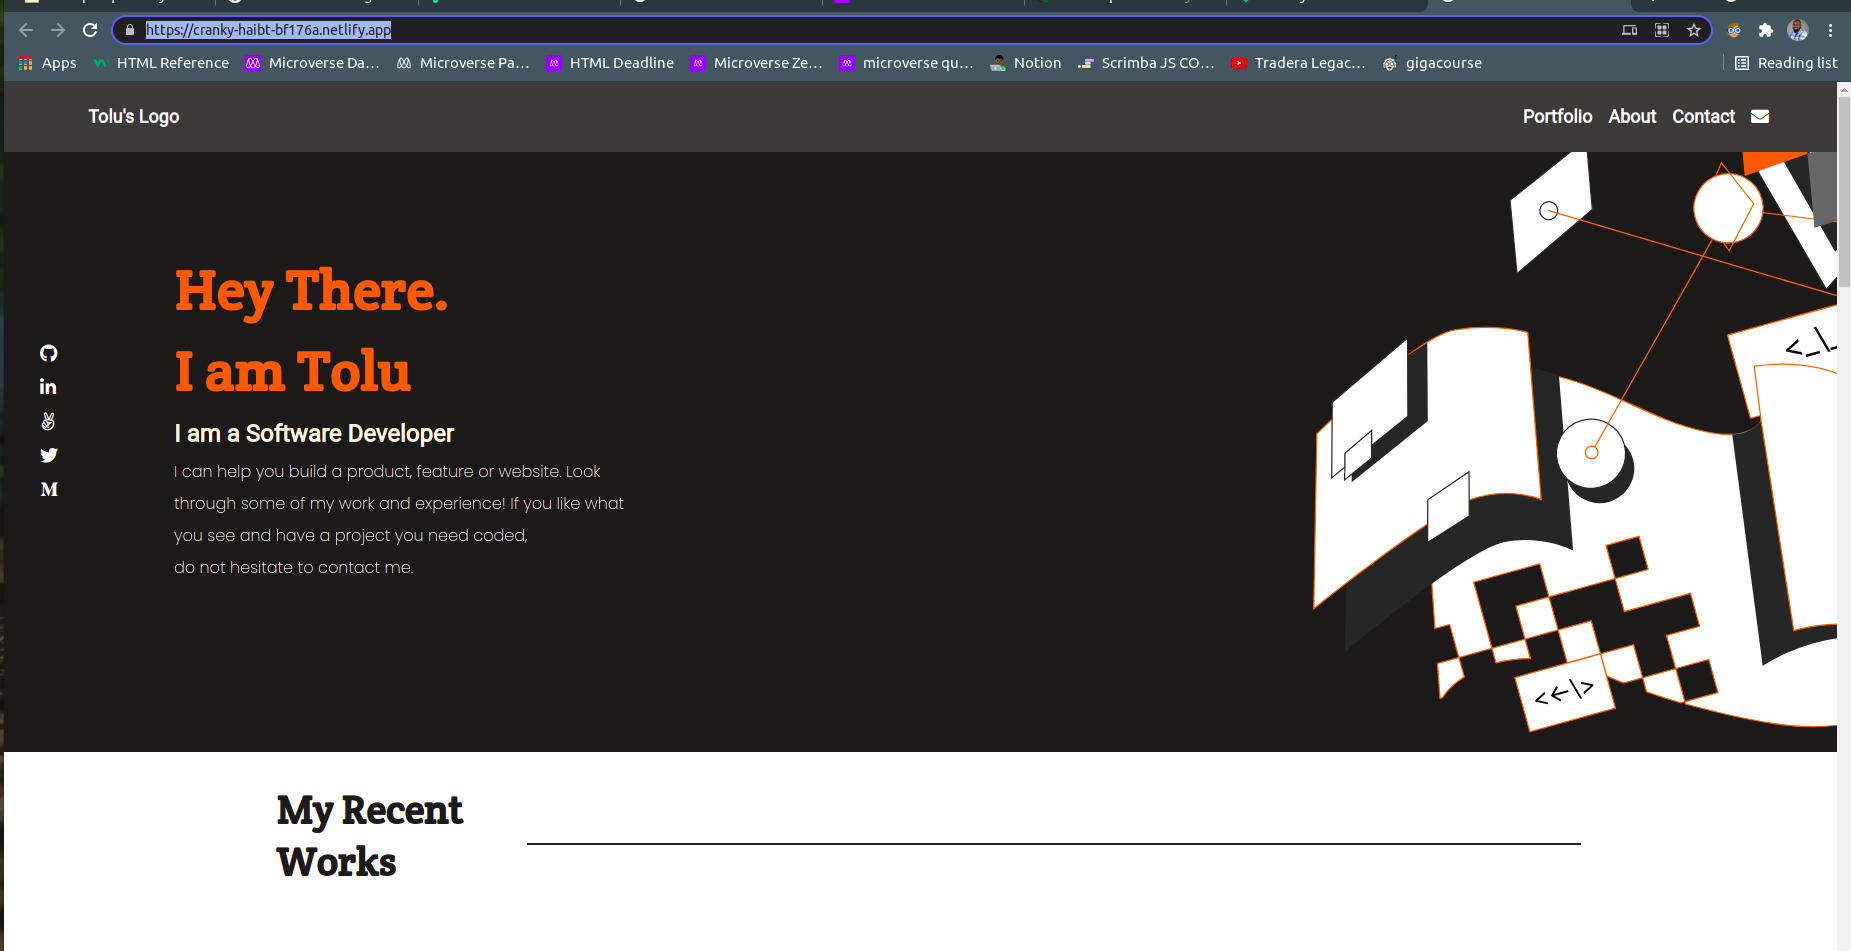 https://cranky-haibt-bf176a.netlify.app
Apps HTML Reference Microverse Da... Microverse Pa... HTML Deadline Microverse Ze... microverse qu... Notion Scrimba JS CO... Tradera Legac... gigacourse Reading list
Tolu's Logo Portfolio About Contact
Hey There.
I am Tolu
I am a Software Developer
I can help you build a product, feature or website. Look
through some of my work and experience! If you like what
you see and have a project you need coded,
do not hesitate to contact me.
<_\
<←\>
My Recent
Works